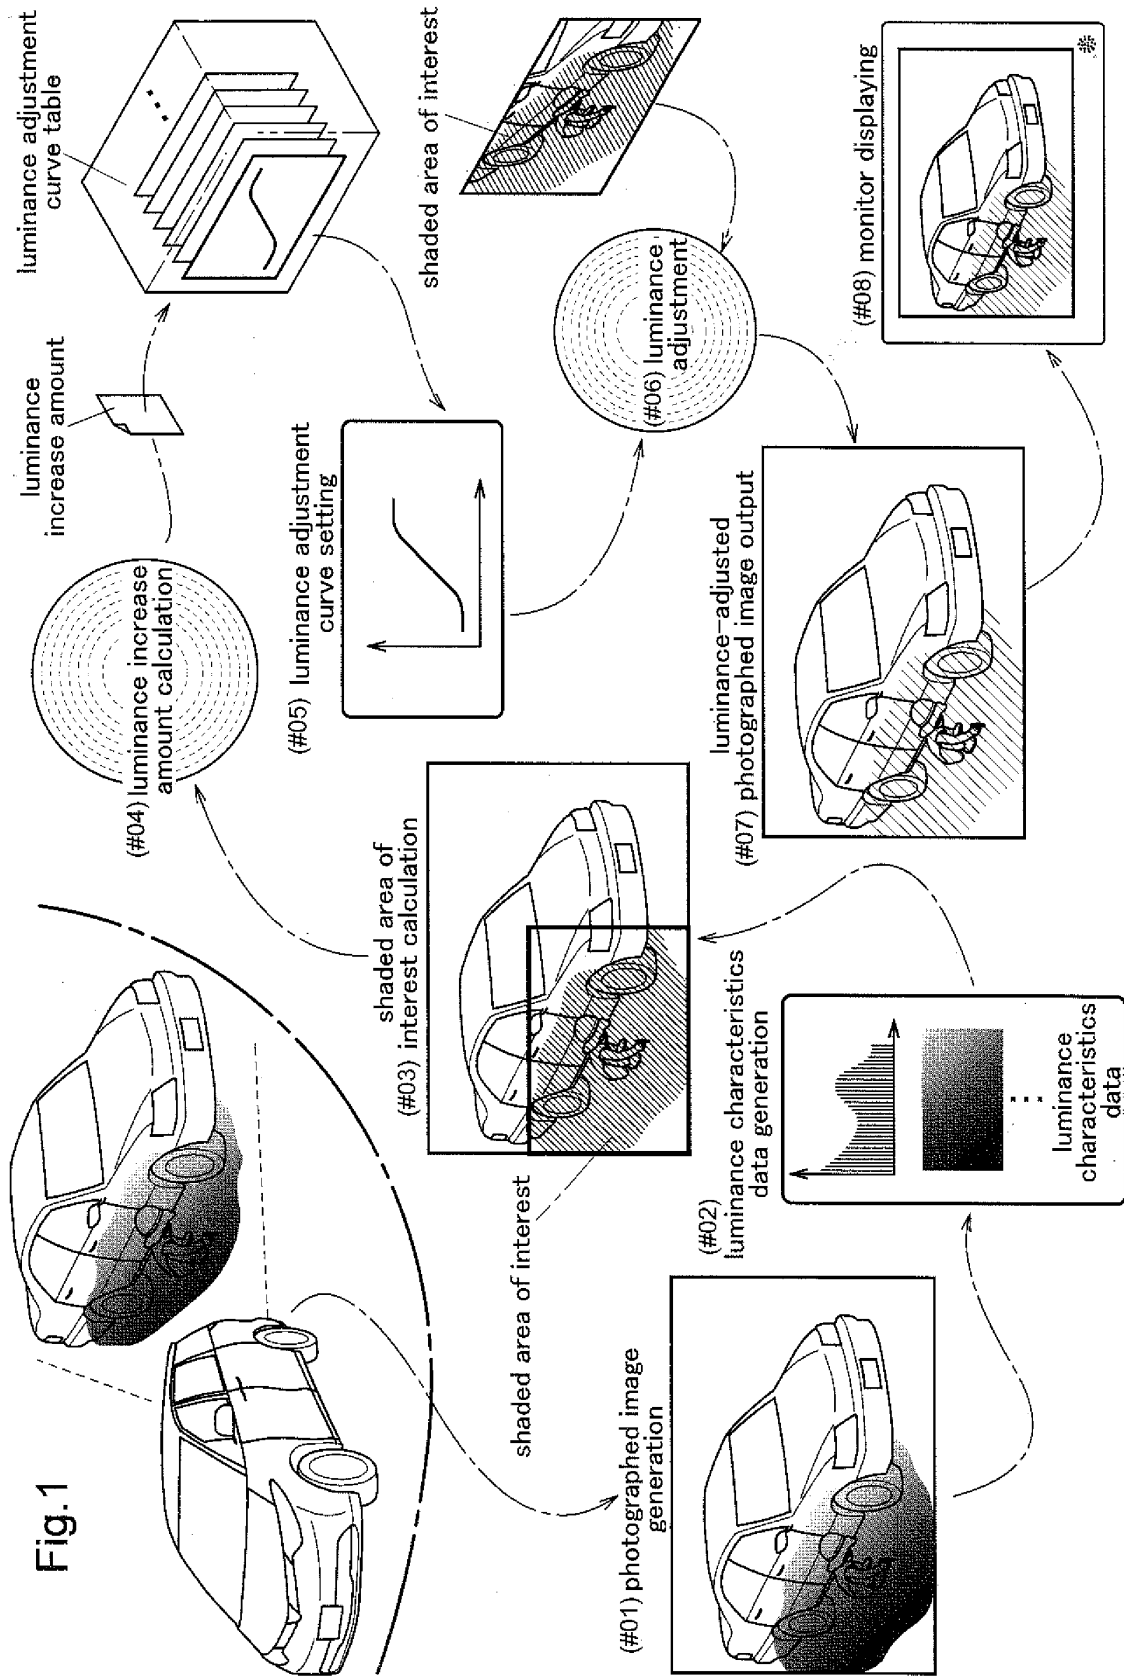 Fig.1
(#01) photographed image
generation
(#02)
luminance characteristics
data generation
luminance
characteristics
data
shaded area of
(#03) interest calculation
shaded area of interest
(#04) luminance increase
amount calculation
luminance
increase amount
luminance adjustment
curve table
(#05) luminance adjustment
curve setting
shaded area of interest
(#06) luminance
adjustment
luminance-adjusted
(#07) photographed image output
(#08) monitor displaying